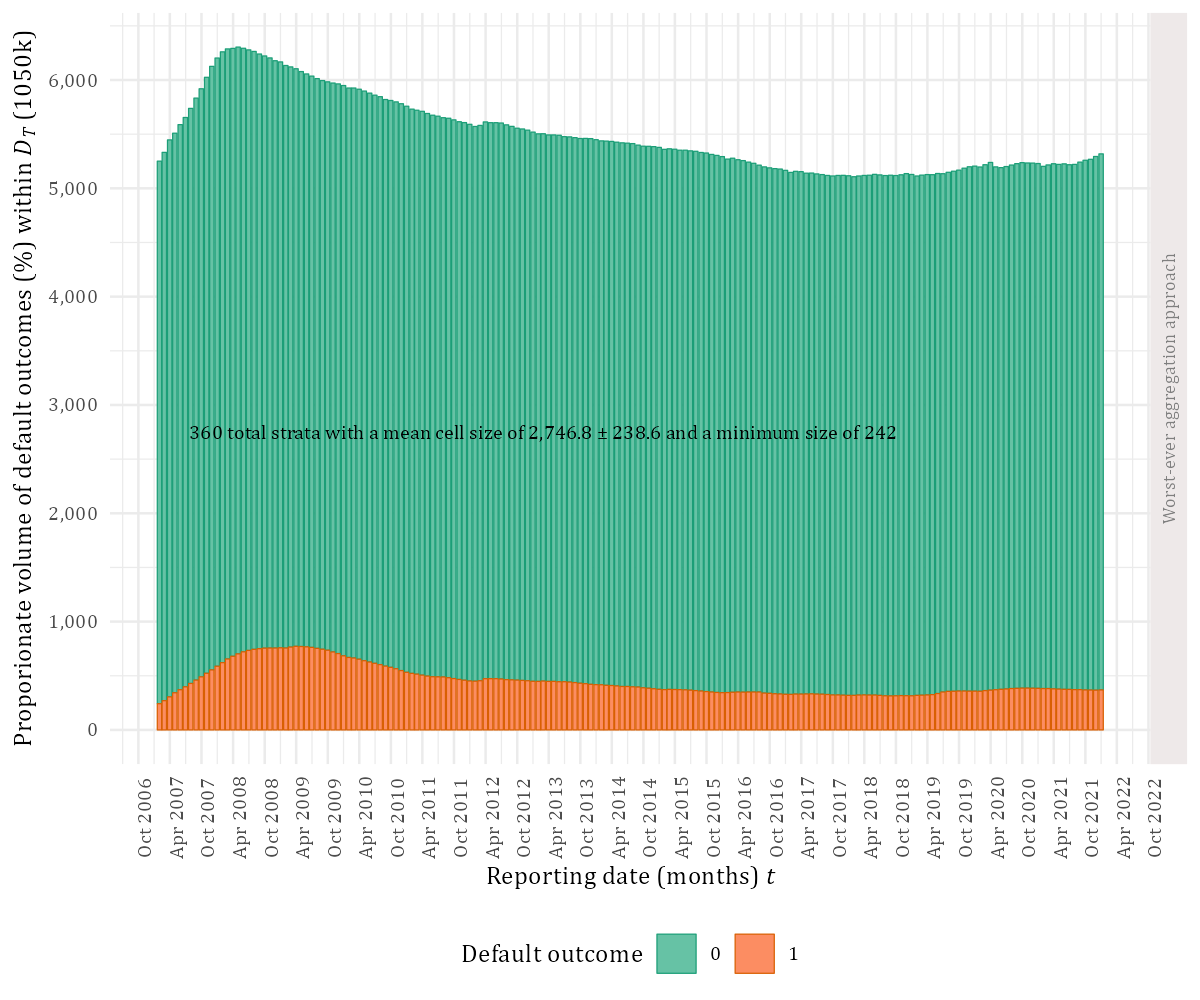 Proporionate volume of default outcomes (%) within D_T (1050k)
6,000
5,000
4,000
3,000
2,000
1,000
0
360 total strata with a mean cell size of 2,746.8 ± 238.6 and a minimum size of 242
Worst-ever aggregation approach
Oct 2006
Apr 2007
Oct 2007
Apr 2008
Oct 2008
Apr 2009
Oct 2009
Apr 2010
Oct 2010
Apr 2011
Oct 2011
Apr 2012
Oct 2012
Apr 2013
Oct 2013
Apr 2014
Oct 2014
Apr 2015
Oct 2015
Apr 2016
Oct 2016
Apr 2017
Oct 2017
Apr 2018
Oct 2018
Apr 2019
Oct 2019
Apr 2020
Oct 2020
Apr 2021
Oct 2021
Apr 2022
Oct 2022
Reporting date (months) t
Default outcome 0 1